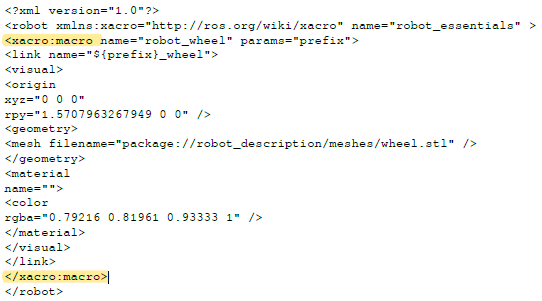 <?xml version="1.0"?>
<robot xmlns:xacro="http://ros.org/wiki/xacro" name="robot_essentials" >
<xacro:macro name="robot_wheel" params="prefix">
<link name="${prefix}_wheel">
<visual>
<origin
xyz="0 0 0"
rpy="1.5707963267949 0 0" />
<geometry>
<mesh filename="package://robot_description/meshes/wheel.stl" />
</geometry>
<material
name="">
<color
rgba="0.79216 0.81961 0.93333 1" />
</material>
</visual>
</link>
</xacro:macro>
</robot>